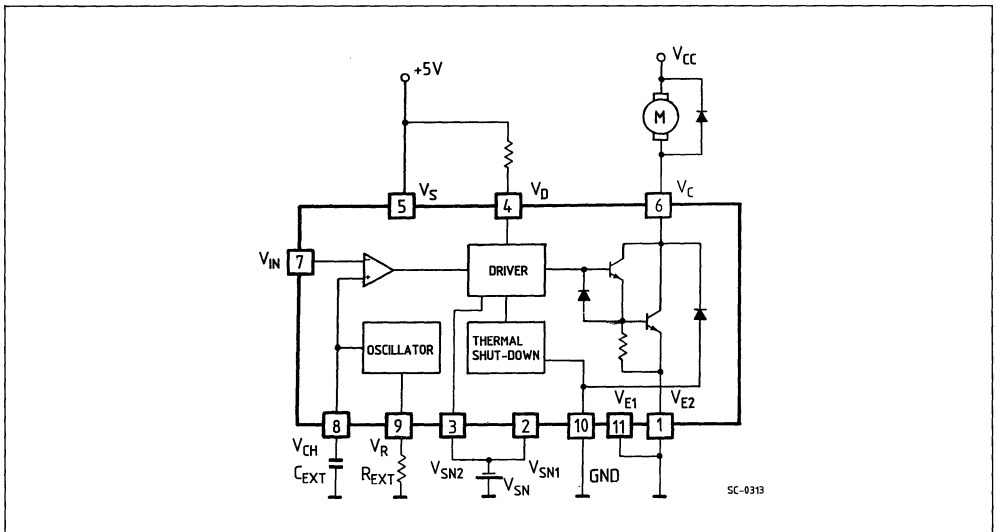 V_CC
+5V
M
V_S
V_D
V_C
5
4
6
V_IN
7
-
+
DRIVER
OSCILLATOR
THERMAL
SHUT-DOWN
V_E1
V_E2
8
9
3
2
10
11
1
V_CH
V_R
V_SN2
V_SN1
GND
C_EXT
R_EXT
V_SN
SC-0313